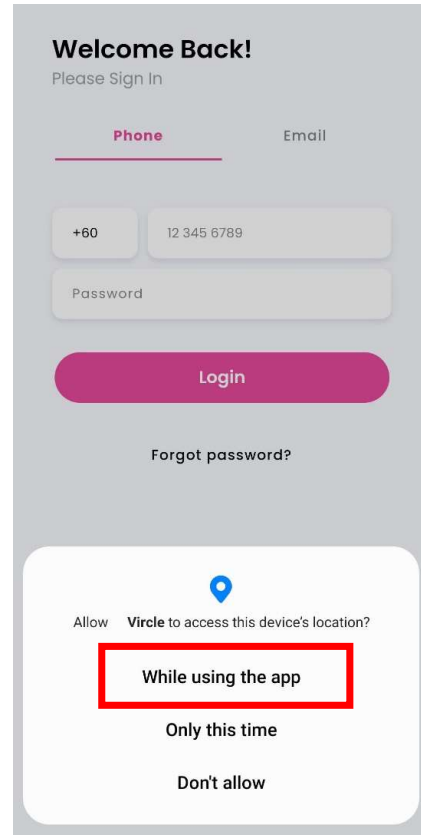 Welcome Back!
Please Sign In
Phone Email
+60 12 345 6789
Password
Login
Forgot password?
Allow Vircle to access this device's location?
While using the app
Only this time
Don't allow